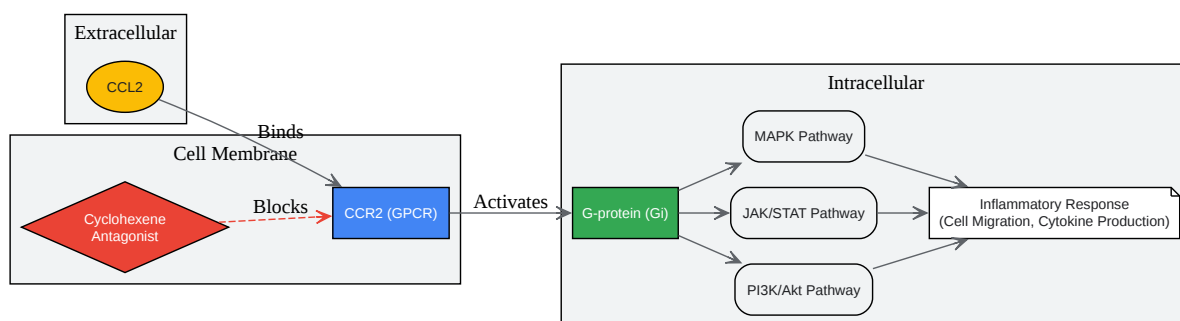 Extracellular
CCL2
Binds
Cell Membrane
Cyclohexene
Antagonist
Blocks
CCR2 (GPCR)
Activates
Intracellular
G-protein (Gi)
MAPK Pathway
JAK/STAT Pathway
PI3K/Akt Pathway
Inflammatory Response
(Cell Migration, Cytokine Production)